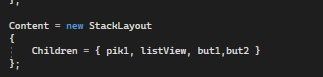 };
Content = new StackLayout
{
Children = { pik1, listView, but1,but2 }
};